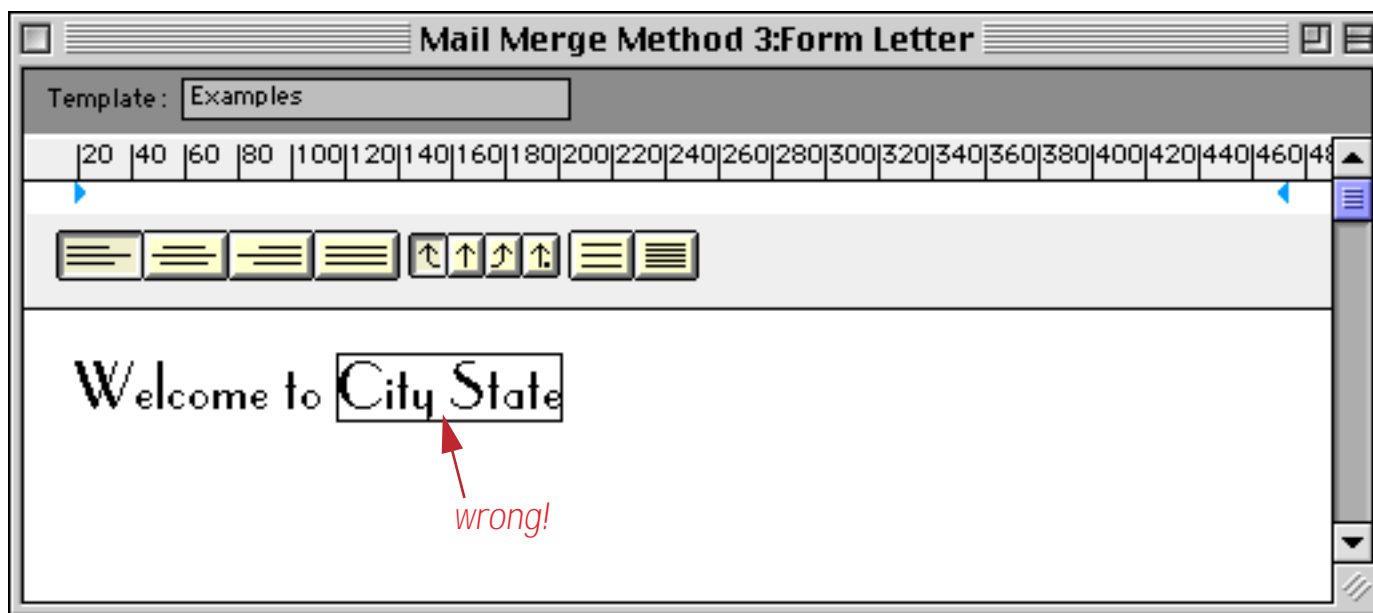 Mail Merge Method 3:Form Letter
Template: Examples
20 40 60 80 100 120 140 160 180 200 220 240 260 280 300 320 340 360 380 400 420 440 460
Welcome to City State
wrong!